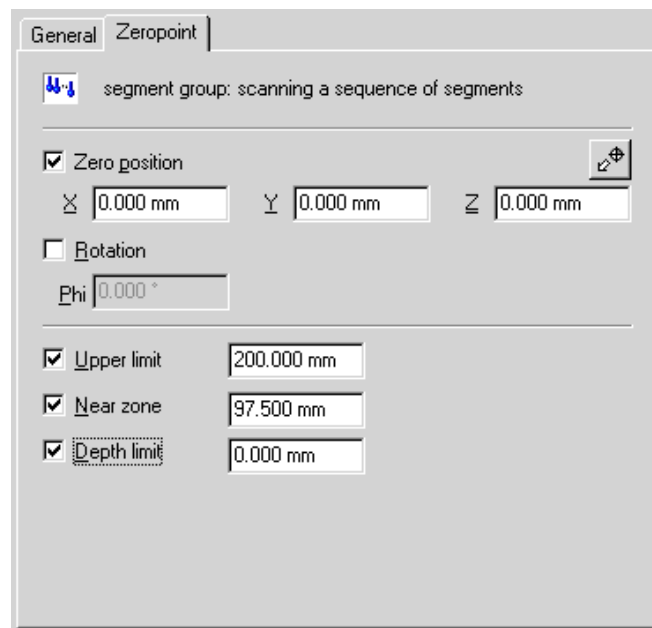 General Zeropoint
segment group: scanning a sequence of segments
Zero position
X 0.000 mm Y 0.000 mm Z 0.000 mm
Rotation
Phi 0.000 °
Upper limit 200.000 mm
Near zone 97.500 mm
Depth limit 0.000 mm